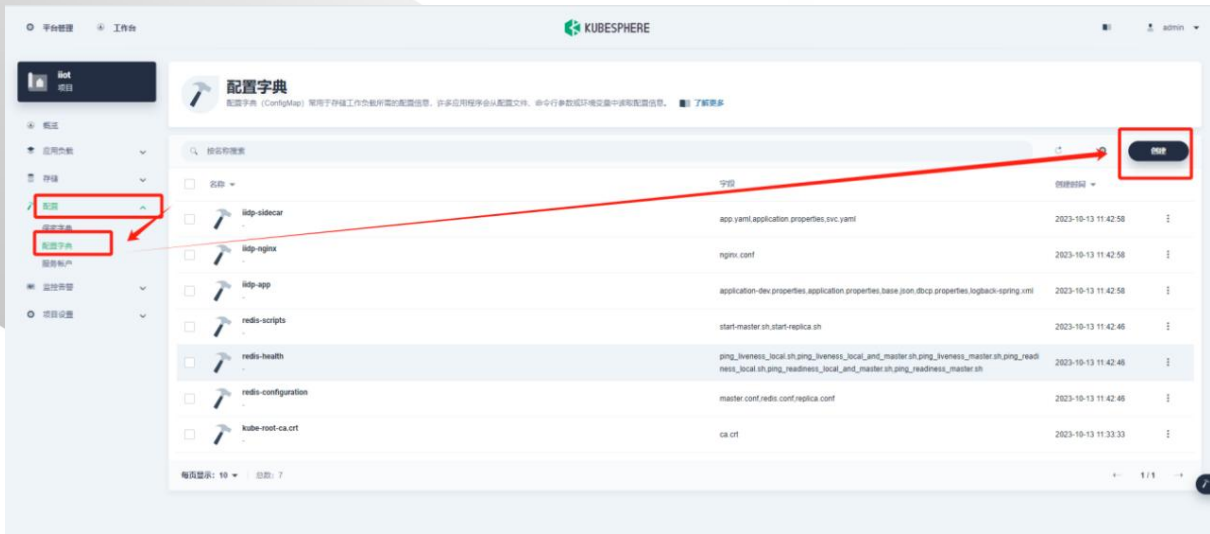 平台管理
工作台
KUBESPHERE
admin
iiot
项目
概览
应用负载
存储
配置
保密字典
配置字典
服务帐户
监控告警
项目设置
配置字典
配置字典（ConfigMap）常用于存储工作负载所需的配置信息，许多应用程序会从配置文件、命令行参数或环境变量中读取配置信息。 了解更多
按名称搜索
创建
名称 字段 创建时间
iidp-sidecar
-
app.yaml,application.properties,svc.yaml 2023-10-13 11:42:58
iidp-nginx
-
nginx.conf 2023-10-13 11:42:58
iidp-app
-
application-dev.properties,application.properties,base.json,dbcp.properties,logback-spring.xml 2023-10-13 11:42:58
redis-scripts
-
start-master.sh,start-replica.sh 2023-10-13 11:42:46
redis-health
-
ping_liveness_local.sh,ping_liveness_local_and_master.sh,ping_liveness_master.sh,ping_readi
ness_local.sh,ping_readiness_local_and_master.sh,ping_readiness_master.sh 2023-10-13 11:42:46
redis-configuration
-
master.conf,redis.conf,replica.conf 2023-10-13 11:42:46
kube-root-ca.crt
-
ca.crt 2023-10-13 11:33:33
每页显示: 10 总数: 7
1/1